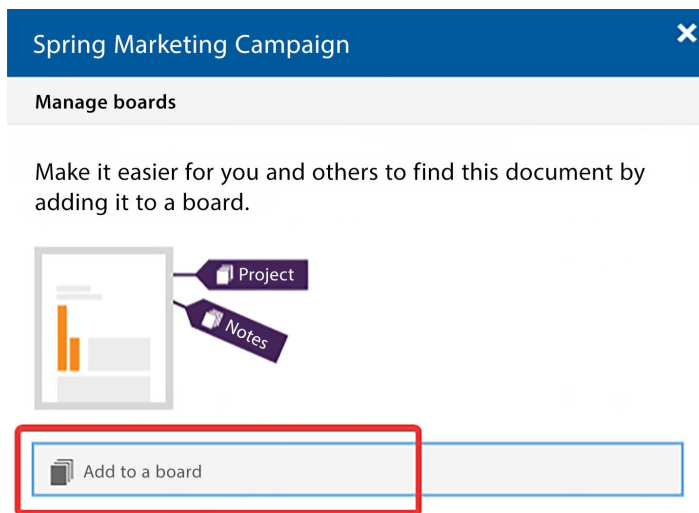 Spring Marketing Campaign
Manage boards
Make it easier for you and others to find this document by
adding it to a board.
Project
Notes
Add to a board